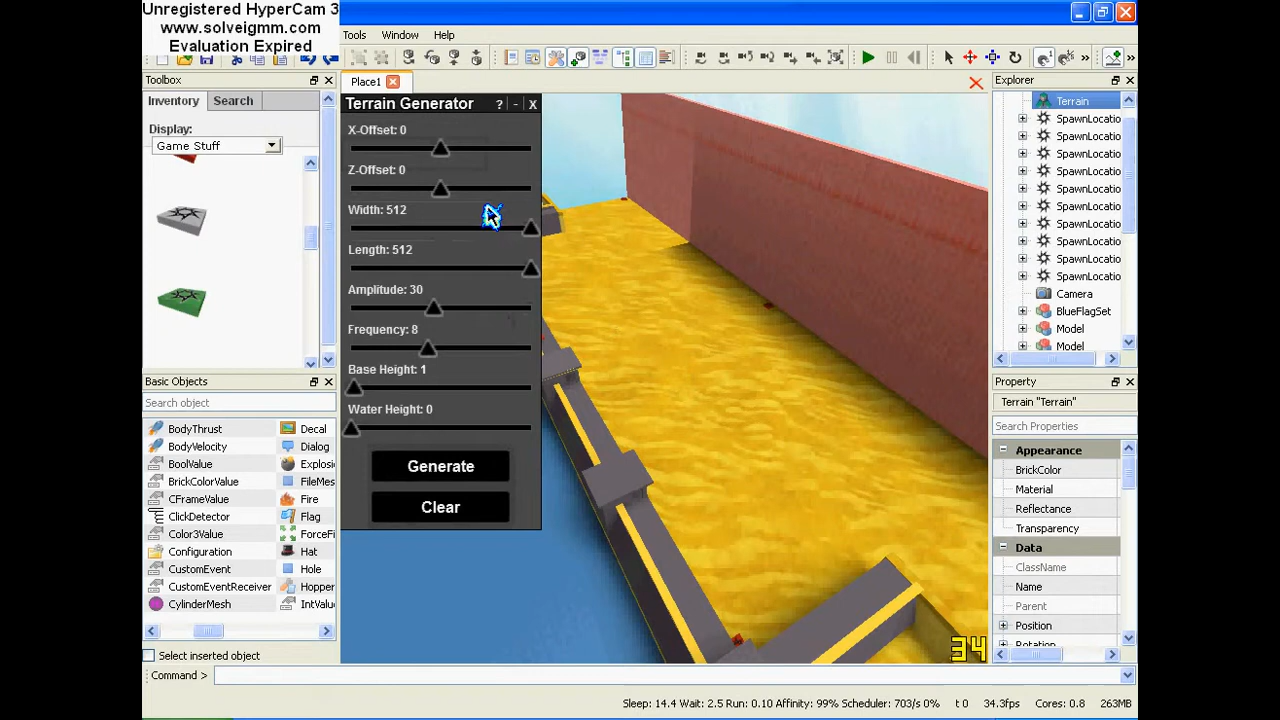 Unregistered HyperCam 3
www.solveigmm.com
Evaluation Expired
Tools Window Help
Toolbox
Place1
Explorer
Inventory Search
Terrain Generator ? - X
Terrain
Display:
X-Offset: 0
SpawnLocatio
Game Stuff
SpawnLocatio
Z-Offset: 0
SpawnLocatio
SpawnLocatio
SpawnLocatio
Width: 512
SpawnLocatio
SpawnLocatio
Length: 512
SpawnLocatio
SpawnLocatio
SpawnLocatio
Amplitude: 30
Camera
BlueFlagSet
Frequency: 8
Model
Model
Base Height: 1
Basic Objects
Property
Search object
Water Height: 0
Terrain "Terrain"
Search Properties
BodyThrust Decal
BodyVelocity Dialog
BoolValue Explosio
BrickColorValue FileMes
CFrameValue Fire
ClickDetector Flag
Color3Value ForceFi
Configuration Hat
CustomEvent Hole
CustomEventReceiver Hopper
CylinderMesh IntValu
Generate
Clear
Appearance
BrickColor
Material
Reflectance
Transparency
Data
ClassName
Name
Parent
Position
Rotation
34
Select inserted object
Command >
Sleep: 14.4 Wait: 2.5 Run: 0.10 Affinity: 99% Scheduler: 703/s 0% t 0 34.3fps Cores: 0.8 263MB